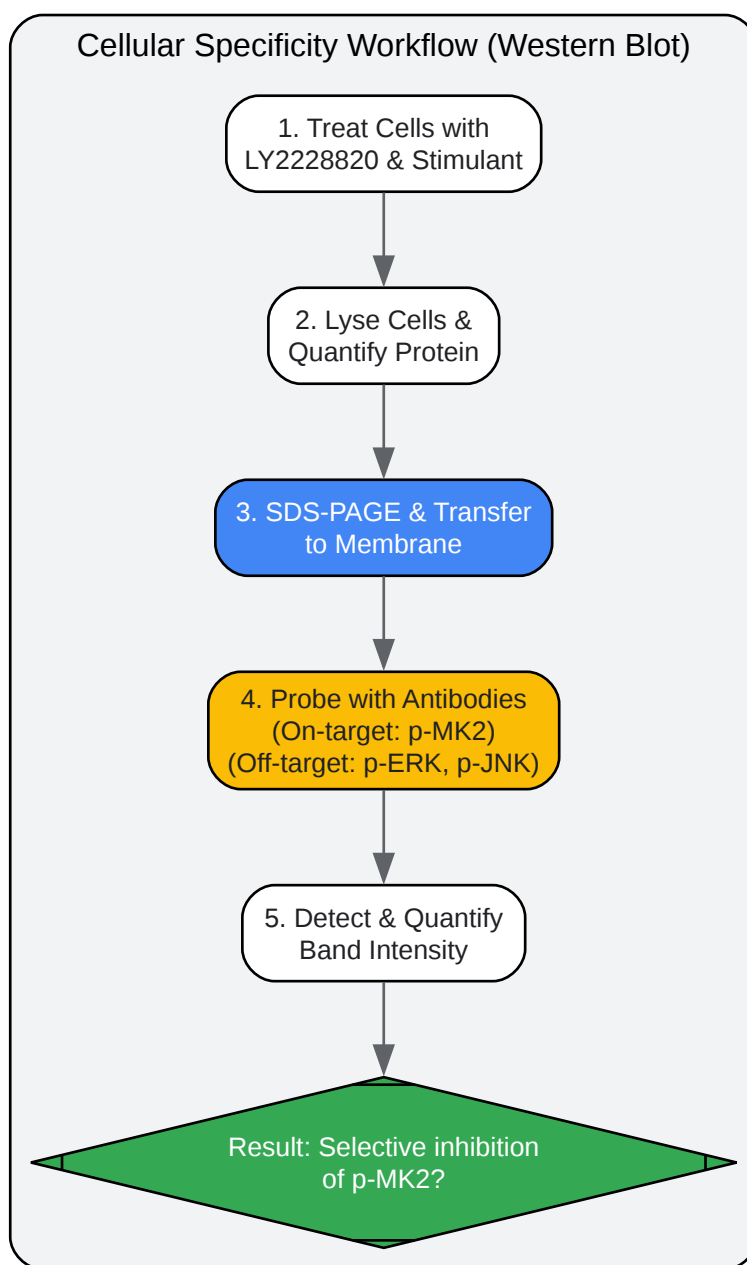 Cellular Specificity Workflow (Western Blot)
1. Treat Cells with
LY2228820 & Stimulant
2. Lyse Cells &
Quantify Protein
3. SDS-PAGE & Transfer
to Membrane
4. Probe with Antibodies
(On-target: p-MK2)
(Off-target: p-ERK, p-JNK)
5. Detect & Quantify
Band Intensity
Result: Selective inhibition
of p-MK2?